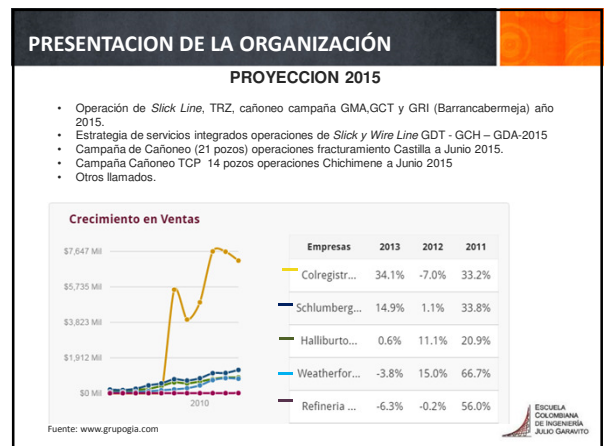 PRESENTACION DE LA ORGANIZACIÓN
PROYECCION 2015
• Operación de Slick Line, TRZ, cañoneo campaña GMA,GCT y GRI (Barrancabermeja) año
2015.
• Estrategia de servicios integrados operaciones de Slick y Wire Line GDT - GCH – GDA-2015
• Campaña de Cañoneo (21 pozos) operaciones fracturamiento Castilla a Junio 2015.
• Campaña Cañoneo TCP 14 pozos operaciones Chichimene a Junio 2015
• Otros llamados.
Crecimiento en Ventas
$7,647 Mil
$5,735 Mil
$3,823 Mil
$1,912 Mil
$0 Mil
2010
Empresas 2013 2012 2011
Colregistr... 34.1% -7.0% 33.2%
Schlumberg... 14.9% 1.1% 33.8%
Halliburto... 0.6% 11.1% 20.9%
Weatherfor... -3.8% 15.0% 66.7%
Refineria ... -6.3% -0.2% 56.0%
Fuente: www.grupogia.com
ESCUELA
COLOMBIANA
DE INGENIERÍA
JULIO GARAVITO